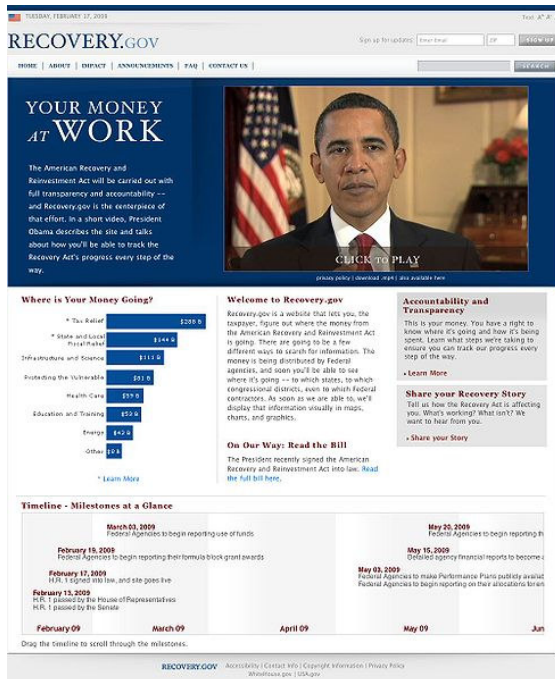 TUESDAY, FEBRUARY 17, 2009
Text A⁺ A⁻
RECOVERY.GOV
Sign up for updates: Enter Email ZIP SIGN UP
HOME | ABOUT | IMPACT | ANNOUNCEMENTS | FAQ | CONTACT US |
SEARCH
YOUR MONEY
AT WORK
The American Recovery and
Reinvestment Act will be carried out with
full transparency and accountability --
and Recovery.gov is the centerpiece of
that effort. In a short video, President
Obama describes the site and talks
about how you'll be able to track the
Recovery Act's progress every step of the
way.
CLICK TO PLAY
privacy policy | download .mp4 | also available here
Where is Your Money Going?
* Tax Relief $288 B
* State and Local
Fiscal Relief $144 B
Infrastructure and Science $111 B
Protecting the Vulnerable $81 B
Health Care $59 B
Education and Training $53 B
Energy $43 B
Other $8 B
* Learn More
Welcome to Recovery.gov
Recovery.gov is a website that lets you, the
taxpayer, figure out where the money from
the American Recovery and Reinvestment Act
is going. There are going to be a few
different ways to search for information. The
money is being distributed by Federal
agencies, and soon you'll be able to see
where it's going -- to which states, to which
congressional districts, even to which Federal
contractors. As soon as we are able to, we'll
display that information visually in maps,
charts, and graphics.
On Our Way: Read the Bill
The President recently signed the American
Recovery and Reinvestment Act into law. Read
the full bill here.
Accountability and
Transparency
This is your money. You have a right to
know where it's going and how it's being
spent. Learn what steps we're taking to
ensure you can track our progress every
step of the way.
Learn More
Share your Recovery Story
Tell us how the Recovery Act is affecting
you. What's working? What isn't? We
want to hear from you.
Share your Story
Timeline - Milestones at a Glance
March 03, 2009
Federal Agencies to begin reporting use of funds
May 20, 2009
Federal Agencies to begin reporting th
February 19, 2009
Federal Agencies to begin reporting their formula block grant awards
May 15, 2009
Detailed agency financial reports to become a
February 17, 2009
H.R. 1 signed into law, and site goes live
May 03, 2009
Federal Agencies to make Performance Plans publicly availab
Federal Agencies to begin reporting on their allocations for en
February 13, 2009
H.R. 1 passed by the House of Representatives
H.R. 1 passed by the Senate
February 09 March 09 April 09 May 09 Jun
Drag the timeline to scroll through the milestones.
RECOVERY.GOV Accessibility | Contact Info | Copyright Information | Privacy Policy
WhiteHouse.gov | USA.gov